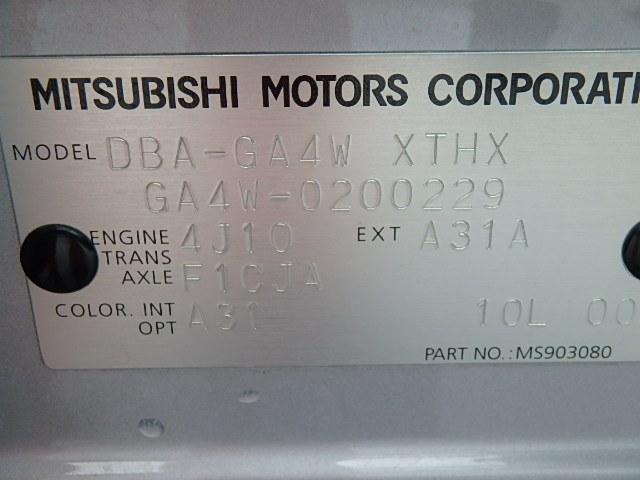 MITSUBISHI MOTORS CORPORATI
MODEL DBA-GA4W XTHX
GA4W-0200229
ENGINE 4J10 EXT A31A
TRANS
AXLE F1CJA
COLOR. INT A31 10L 00
OPT
PART NO.:MS903080